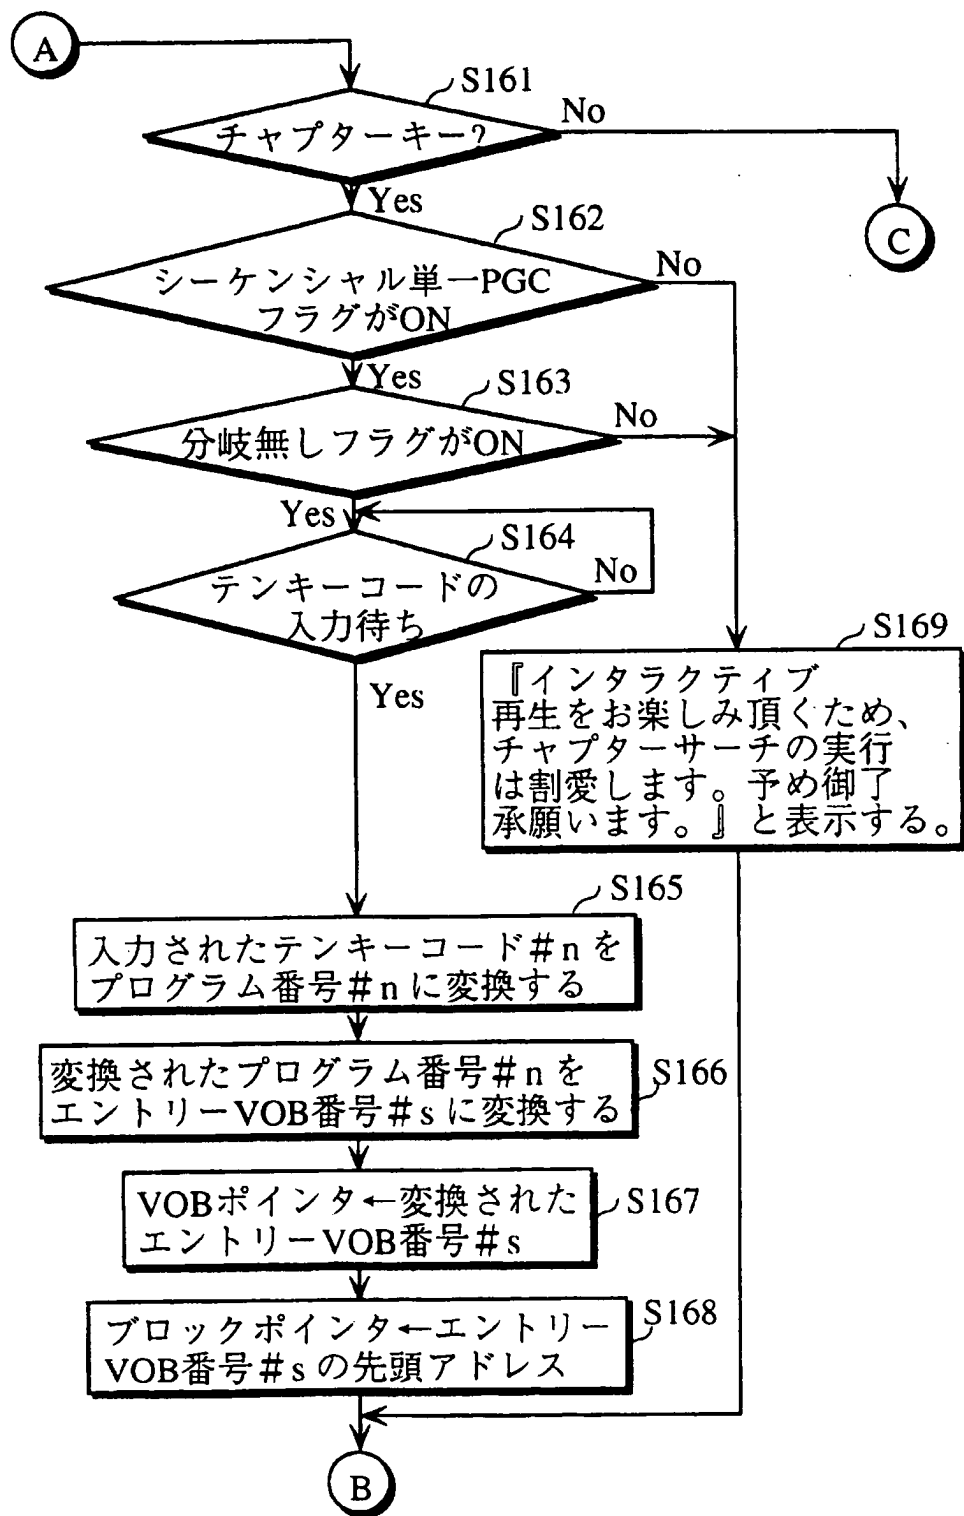 A
S161
チャプターキー?
No
Yes
C
S162
シーケンシャル単一PGC
フラグがON
No
Yes
S163
分岐無しフラグがON
No
Yes
S164
テンキーコードの
入力待ち
No
Yes
S169
『インタラクティブ
再生をお楽しみ頂くため、
チャプターサーチの実行
は割愛します。予め御了
承願います。』と表示する。
S165
入力されたテンキーコード#nを
プログラム番号#nに変換する
変換されたプログラム番号#nを
エントリーVOB番号#sに変換する
S166
VOBポインタ←変換された
エントリーVOB番号#s
S167
ブロックポインタ←エントリー
VOB番号#sの先頭アドレス
S168
B